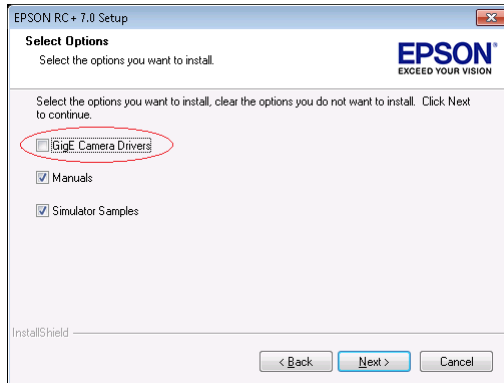 EPSON RC+ 7.0 Setup
Select Options
Select the options you want to install.
EPSON®
EXCEED YOUR VISION
Select the options you want to install, clear the options you do not want to install. Click Next
to continue.
GigE Camera Drivers
Manuals
Simulator Samples
InstallShield
< Back
Next >
Cancel